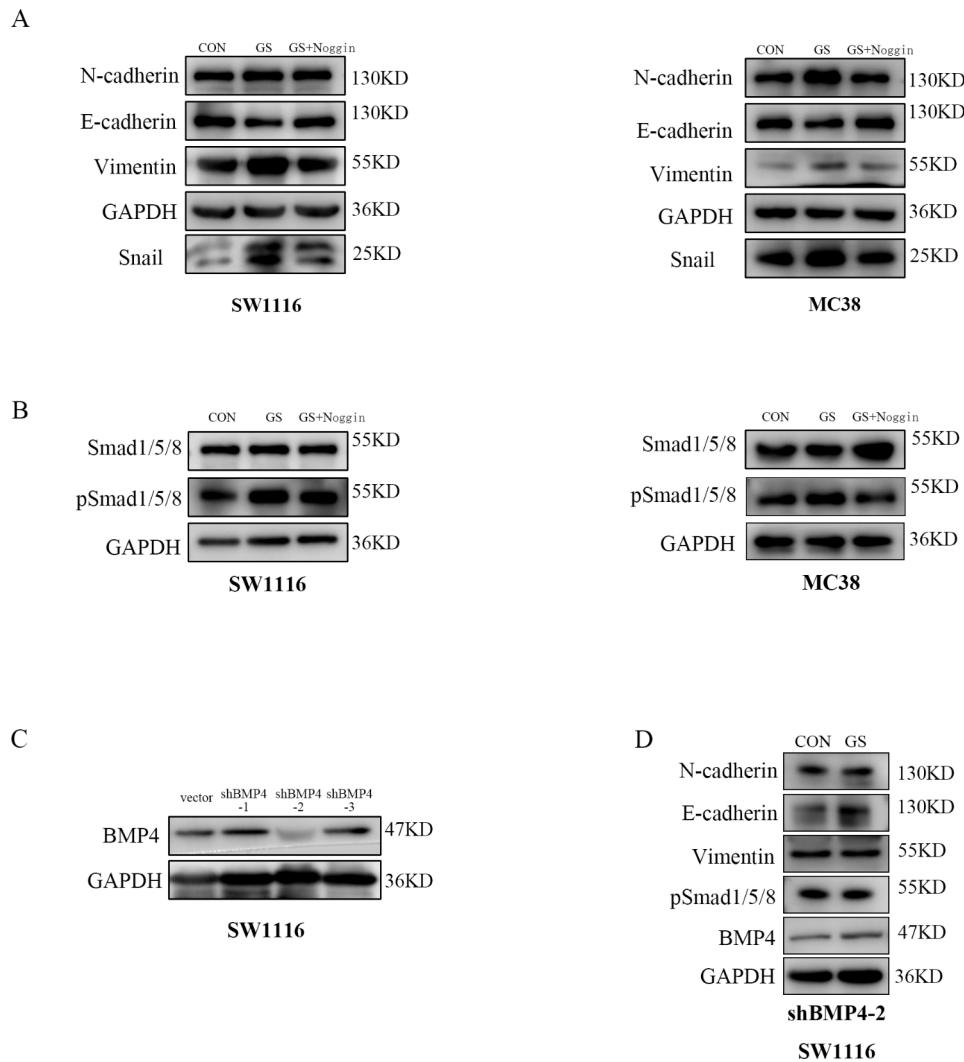 A
CON GS GS+Noggin
N-cadherin 130KD
E-cadherin 130KD
Vimentin 55KD
GAPDH 36KD
Snail 25KD
SW1116
CON GS GS+Noggin
N-cadherin 130KD
E-cadherin 130KD
Vimentin 55KD
GAPDH 36KD
Snail 25KD
MC38
B
CON GS GS+Noggin
Smad1/5/8 55KD
pSmad1/5/8 55KD
GAPDH 36KD
SW1116
CON GS GS+Noggin
Smad1/5/8 55KD
pSmad1/5/8 55KD
GAPDH 36KD
MC38
C
vector shBMP4 shBMP4 shBMP4
-1 -2 -3
BMP4 47KD
GAPDH 36KD
SW1116
D
CON GS
N-cadherin 130KD
E-cadherin 130KD
Vimentin 55KD
pSmad1/5/8 55KD
BMP4 47KD
GAPDH 36KD
shBMP4-2
SW1116